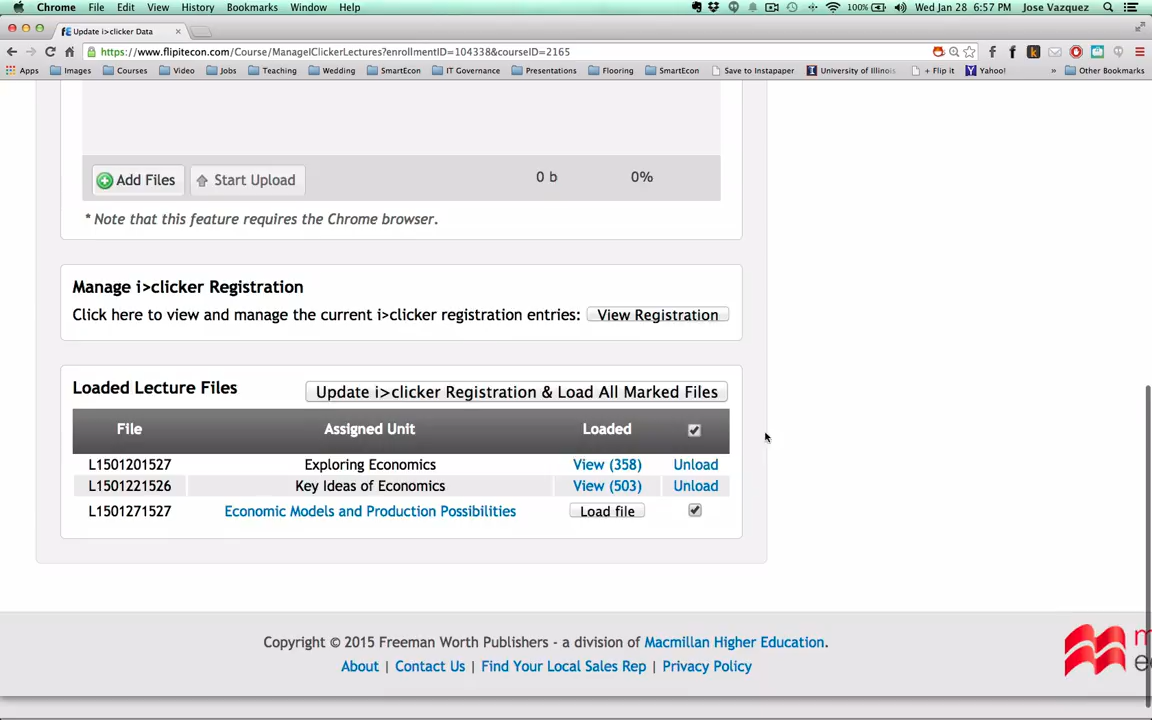 Chrome File Edit View History Bookmarks Window Help 100% Wed Jan 28 6:57 PM Jose Vazquez
Update i>clicker Data
https://www.flipitecon.com/Course/ManageIClickerLectures?enrollmentID=104338&courseID=2165
Apps Images Courses Video Jobs Teaching Wedding SmartEcon IT Governance Presentations Flooring SmartEcon Save to Instapaper University of Illinois + Flip it Yahoo! » Other Bookmarks
Add Files Start Upload 0 b 0%
* Note that this feature requires the Chrome browser.
Manage i>clicker Registration
Click here to view and manage the current i>clicker registration entries: View Registration
Loaded Lecture Files Update i>clicker Registration & Load All Marked Files
File Assigned Unit Loaded
L1501201527 Exploring Economics View (358) Unload
L1501221526 Key Ideas of Economics View (503) Unload
L1501271527 Economic Models and Production Possibilities Load file
Copyright © 2015 Freeman Worth Publishers - a division of Macmillan Higher Education.
About | Contact Us | Find Your Local Sales Rep | Privacy Policy